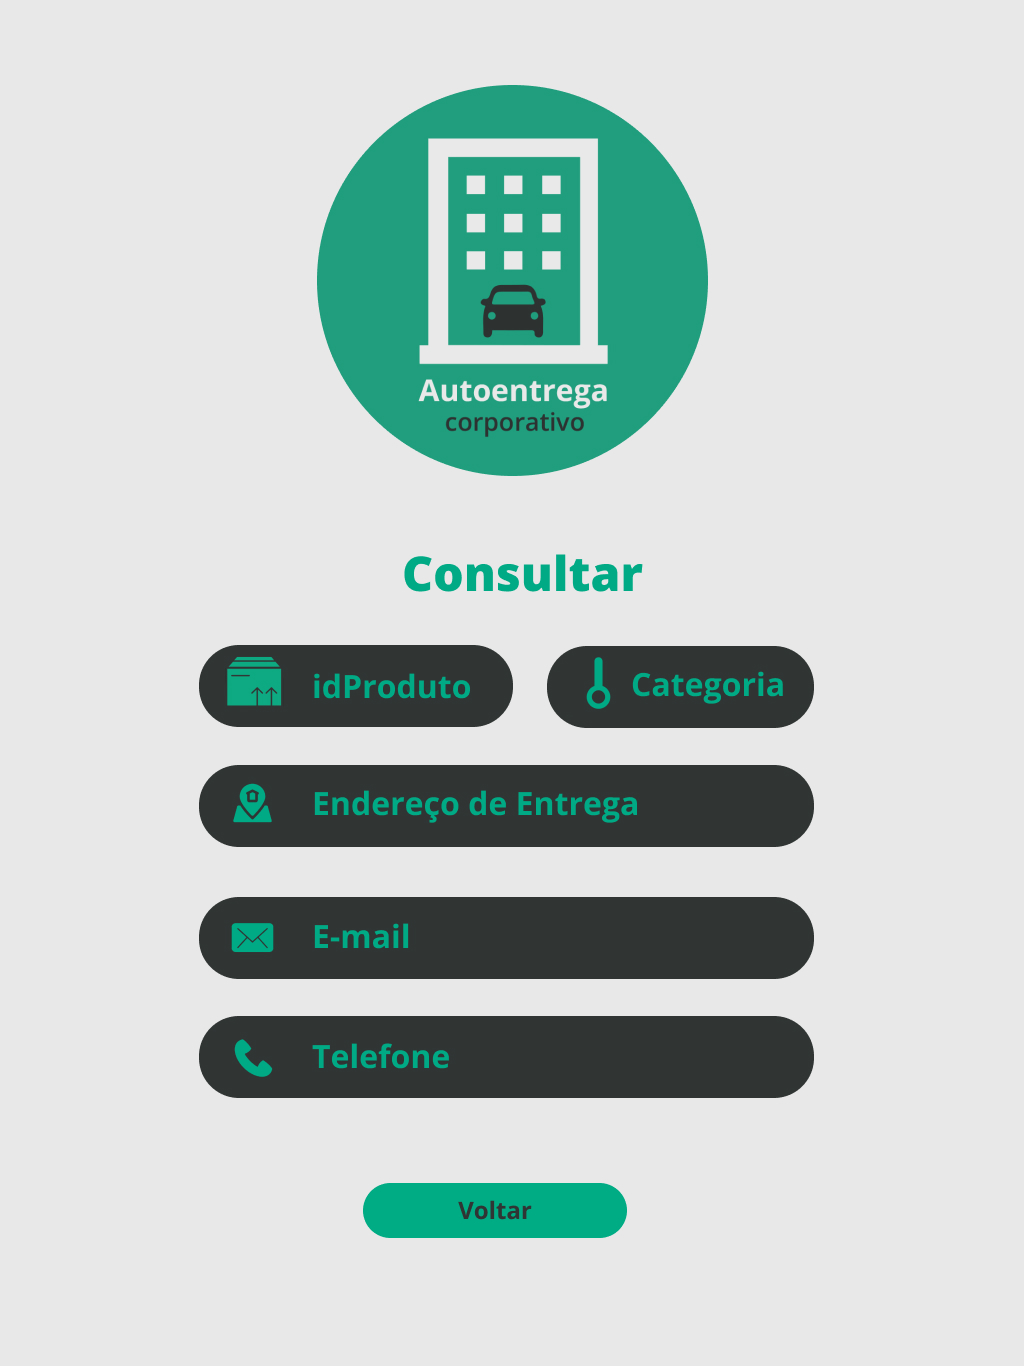 Autoentrega
corporativo
Consultar
idProduto
Categoria
Endereço de Entrega
E-mail
Telefone
Voltar